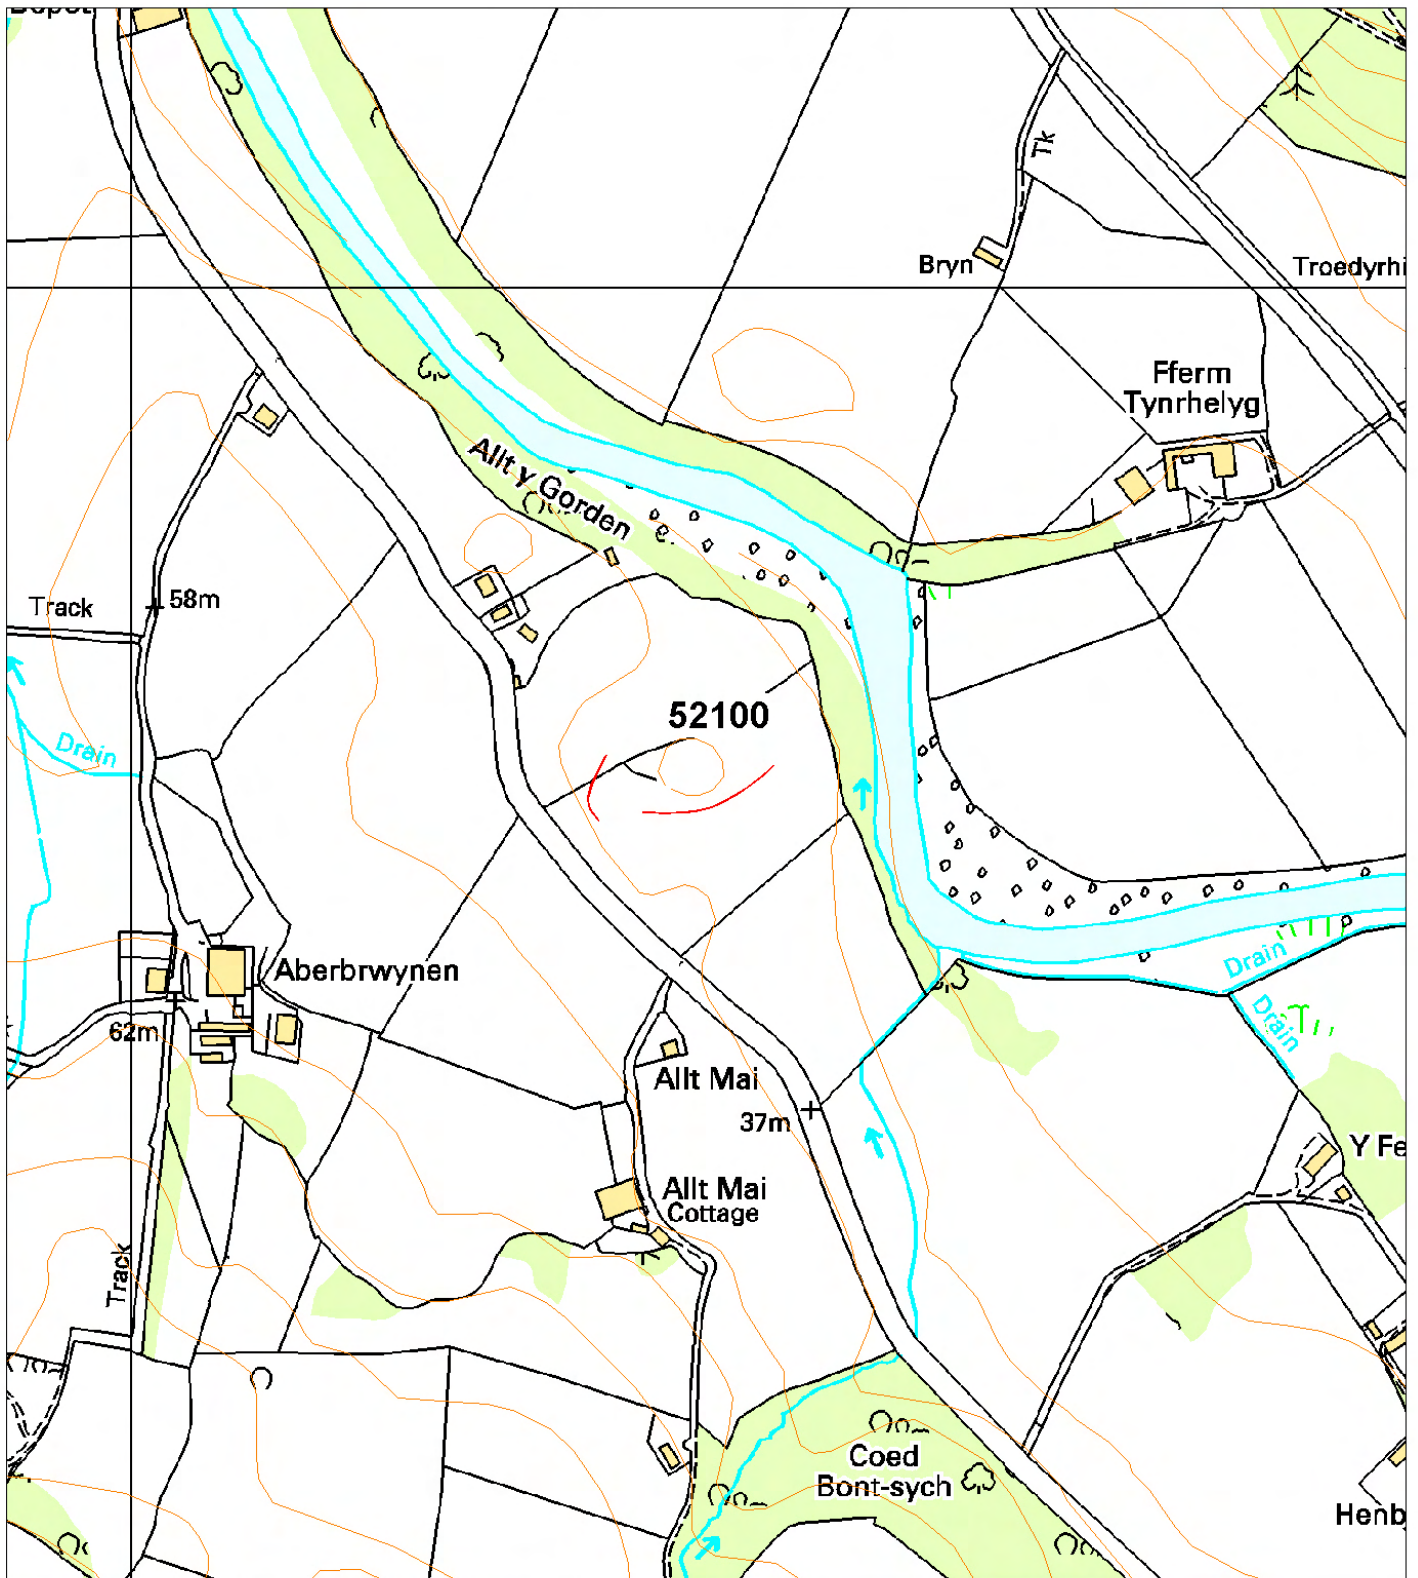 Depot
Tk
Bryn
Troedyrhi
Fferm
Tynrhelyg
Allt y Gorden
Track
58m
52100
Drain
Aberbrwynen
62m
Drain
Drain
Allt Mai
37m
Y Fe
Allt Mai
Cottage
Track
Coed
Bont-sych
Henb